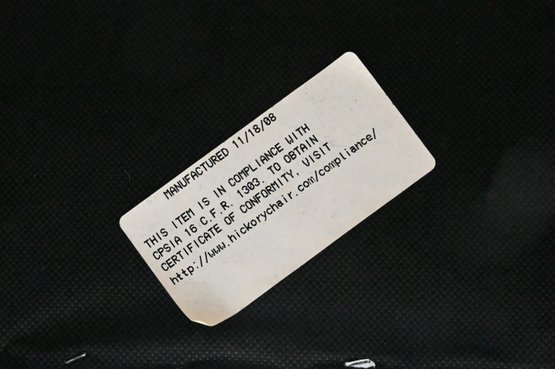 MANUFACTURED 11/18/08
THIS ITEM IS IN COMPLIANCE WITH
CPSIA 16 C.F.R. 1303. TO OBTAIN
CERTIFICATE OF CONFORMITY, VISIT
http://www.hickorychair.com/compliance/